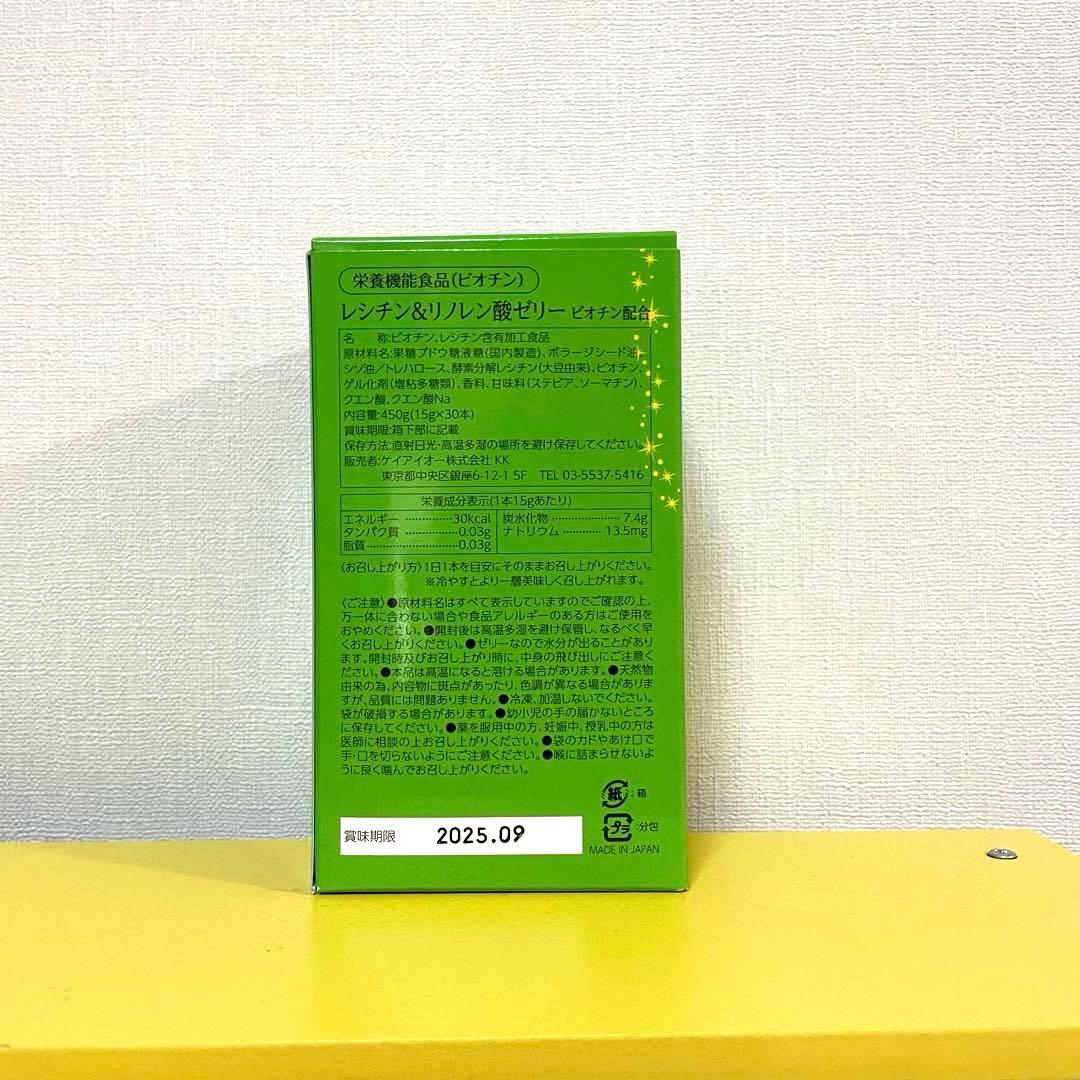 栄養機能食品(ビオチン)
レシチン&リノレン酸ゼリー ビオチン配合
名　称:ビオチン、レシチン含有加工食品
原材料名:果糖ブドウ糖液糖(国内製造)、ボラージシード油、
シソ油/トレハロース、酵素分解レシチン(大豆由来)、ビオチン、
ゲル化剤(増粘多糖類)、香料、甘味料(ステビア、ソーマチン)、
クエン酸、クエン酸Na
内容量:450g(15g×30本)
賞味期限:箱下部に記載
保存方法:直射日光・高温多湿の場所を避け保存してください。
販売者:ケイアイオー株式会社 KK
東京都中央区銀座6-12-1 5F TEL 03-5537-5416
栄養成分表示(1本15gあたり)
エネルギー ............... 30kcal 炭水化物 ...................... 7.4g
タンパク質 ................ 0.03g ナトリウム ............ 13.5mg
脂質 ............................ 0.03g
〈お召し上がり方〉1日1本を目安にそのままお召し上がりください。
※冷やすとより一層美味しく召し上がれます。
〈ご注意〉●原材料名はすべて表示していますのでご確認の上、
万一体に合わない場合や食品アレルギーのある方はご使用を
おやめください。●開封後は高温多湿を避け保管し、なるべく早
くお召し上がりください。●ゼリーなので水分が出ることがあり
ます。開封時及びお召し上がり時に、中身の飛び出しにご注意く
ださい。●本品は高温になると溶ける場合があります。●天然物
由来の為、内容物に斑点があったり、色調が異なる場合がありま
すが、品質には問題ありません。●冷凍、加温しないでください。
袋が破損する場合があります。●幼小児の手の届かないところ
に保存してください。●薬を服用中の方、妊娠中、授乳中の方は
医師に相談の上お召し上がりください。●袋のカドやあけ口で
手・口を切らないようにご注意ください。●喉に詰まらせないよ
うに良く噛んでお召し上がりください。
紙:箱
プラ:分包
賞味期限 2025.09
MADE IN JAPAN